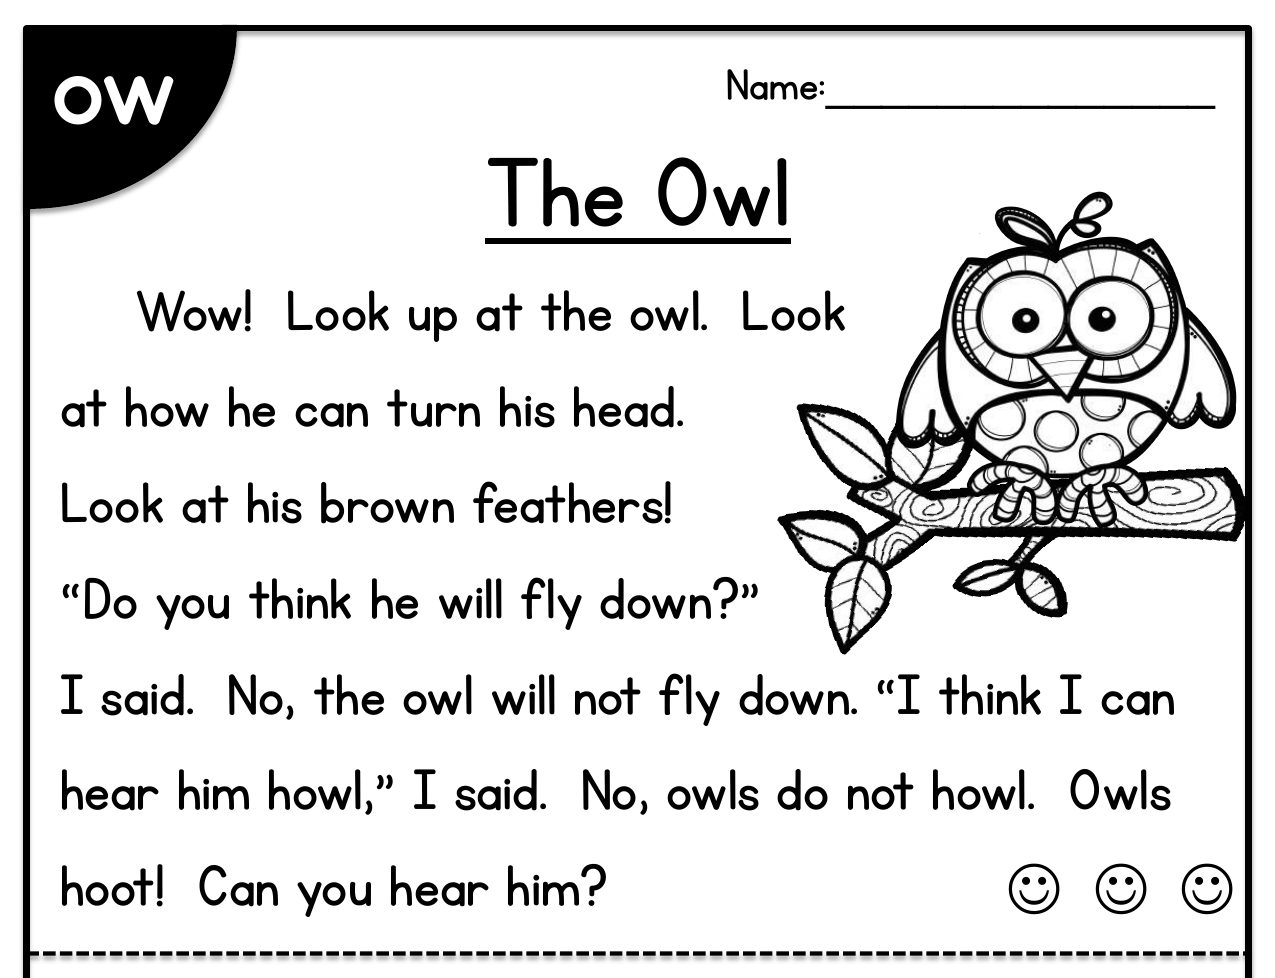 ow
Name:
The Owl
Wow! Look up at the owl. Look
at how he can turn his head.
Look at his brown feathers!
“Do you think he will fly down?”
I said. No, the owl will not fly down. “I think I can
hear him howl,” I said. No, owls do not howl. Owls
hoot! Can you hear him?